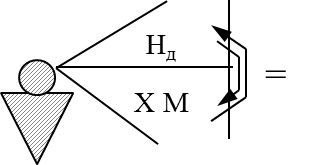 Нд
=
Х М